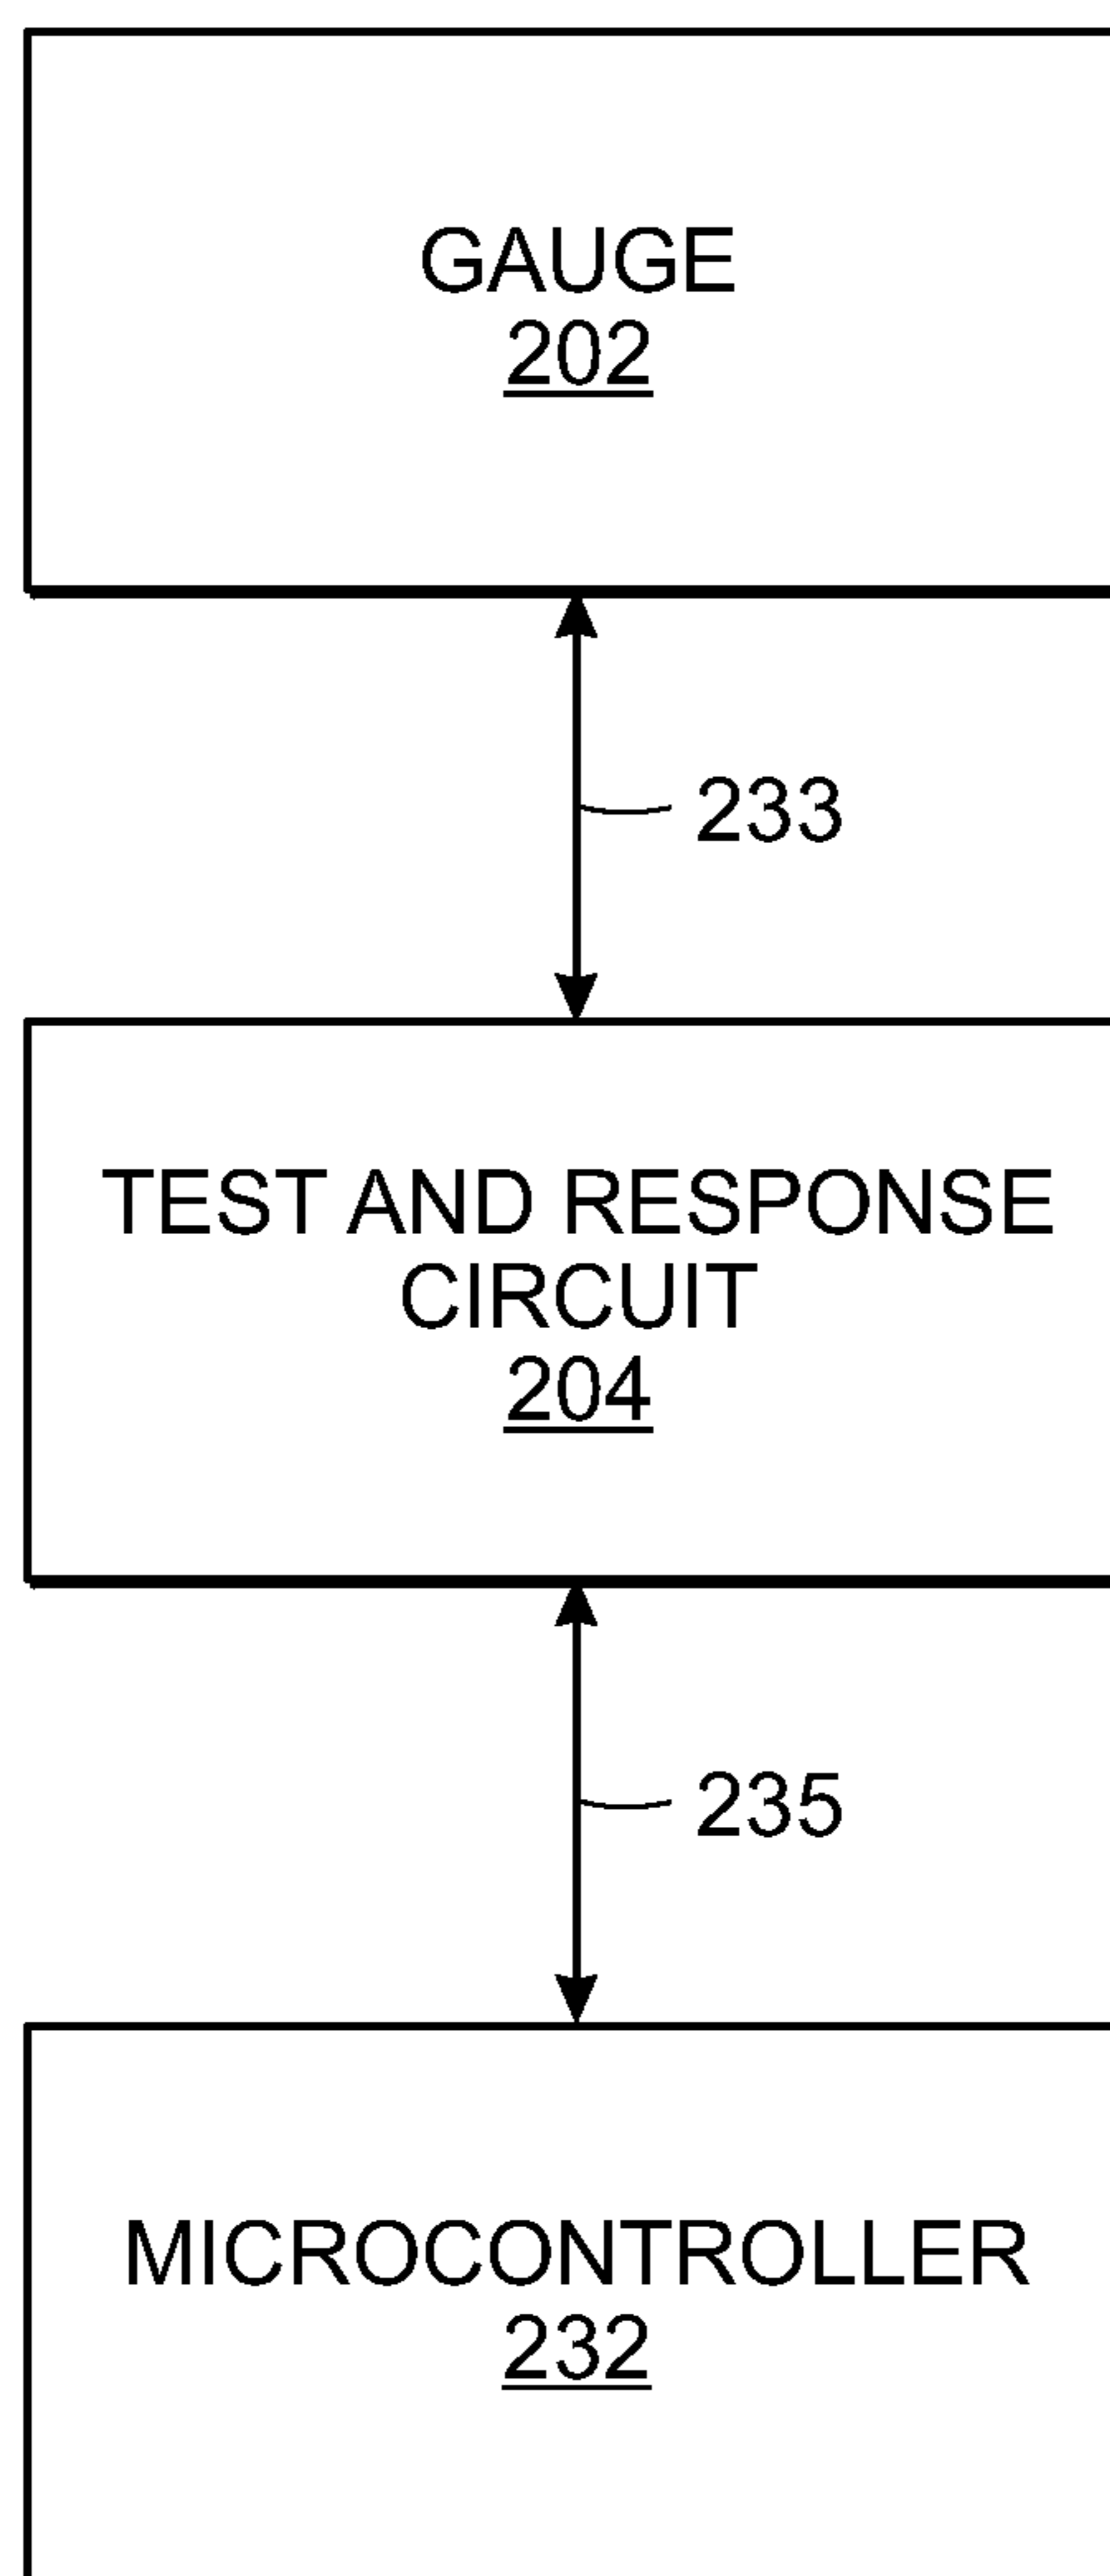 GAUGE
202
233
TEST AND RESPONSE
CIRCUIT
204
235
MICROCONTROLLER
232